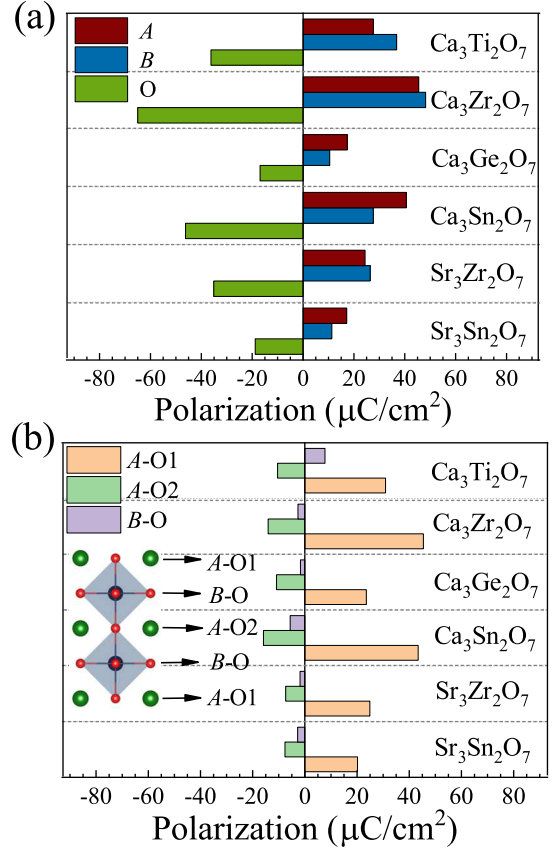 (a)
A
B
O
Ca₃Ti₂O₇
Ca₃Zr₂O₇
Ca₃Ge₂O₇
Ca₃Sn₂O₇
Sr₃Zr₂O₇
Sr₃Sn₂O₇
-80 -60 -40 -20 0 20 40 60 80
Polarization (μC/cm²)
(b)
A-O1
A-O2
B-O
Ca₃Ti₂O₇
Ca₃Zr₂O₇
Ca₃Ge₂O₇
Ca₃Sn₂O₇
Sr₃Zr₂O₇
Sr₃Sn₂O₇
A-O1
B-O
A-O2
B-O
A-O1
-80 -60 -40 -20 0 20 40 60 80
Polarization (μC/cm²)